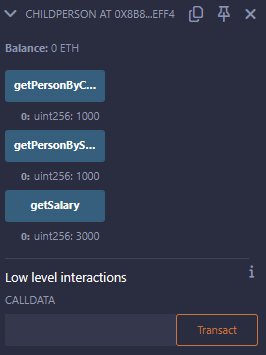 CHILDPERSON AT 0X8B8...EFF4
Balance: 0 ETH
getPersonByC...
0: uint256: 1000
getPersonByS...
0: uint256: 1000
getSalary
0: uint256: 3000
Low level interactions
CALLDATA
Transact